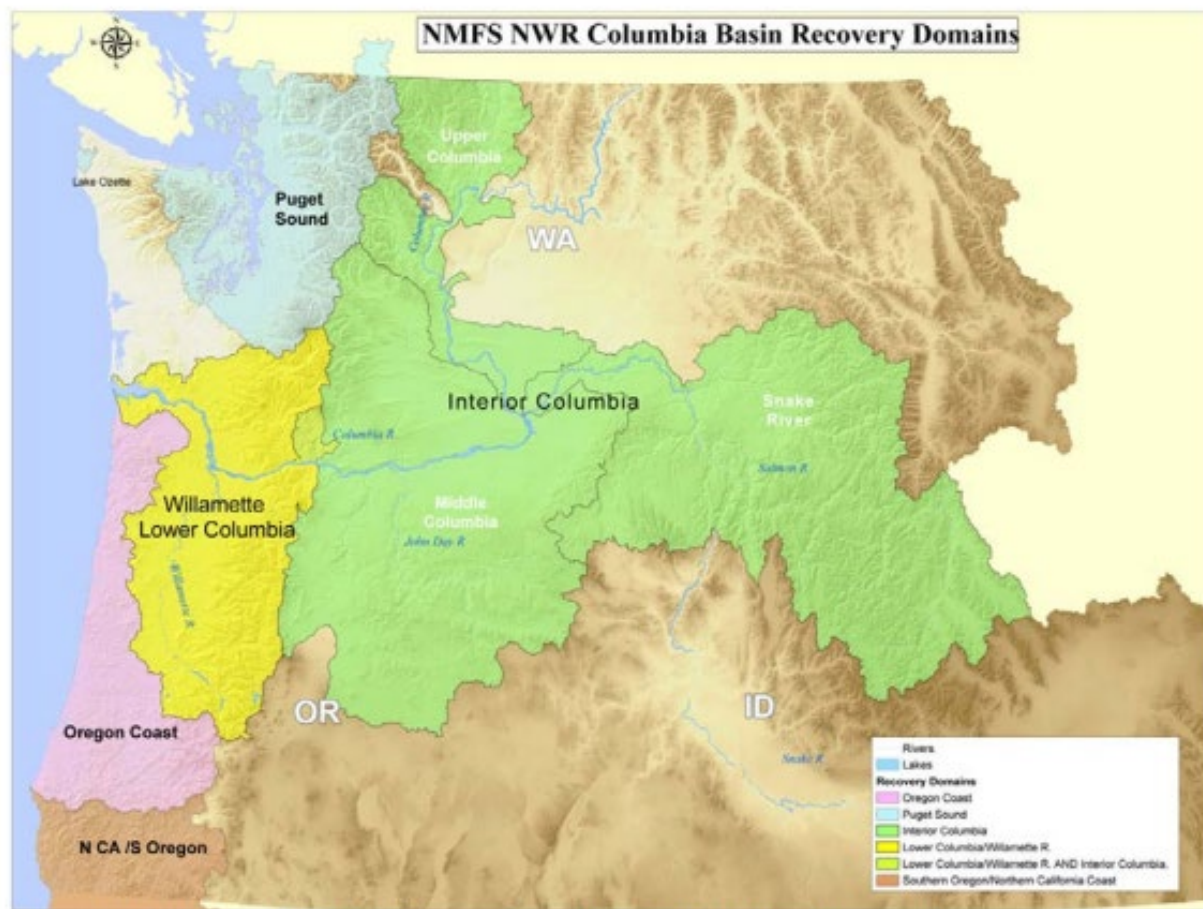 NMFS NWR Columbia Basin Recovery Domains
N
W
E
S
Upper
Columbia
Lake Ozette
Puget
Sound
Columbia R.
WA
Interior Columbia
Snake
River
Columbia R.
Salmon R.
Willamette
Lower Columbia
Middle
Columbia
John Day R.
Willamette R.
OR
ID
Oregon Coast
Snake R.
N CA /S Oregon
Rivers
Lakes
Recovery Domains
Oregon Coast
Puget Sound
Interior Columbia
Lower Columbia/Willamette R.
Lower Columbia/Willamette R. AND Interior Columbia.
Southern Oregon/Northern California Coast